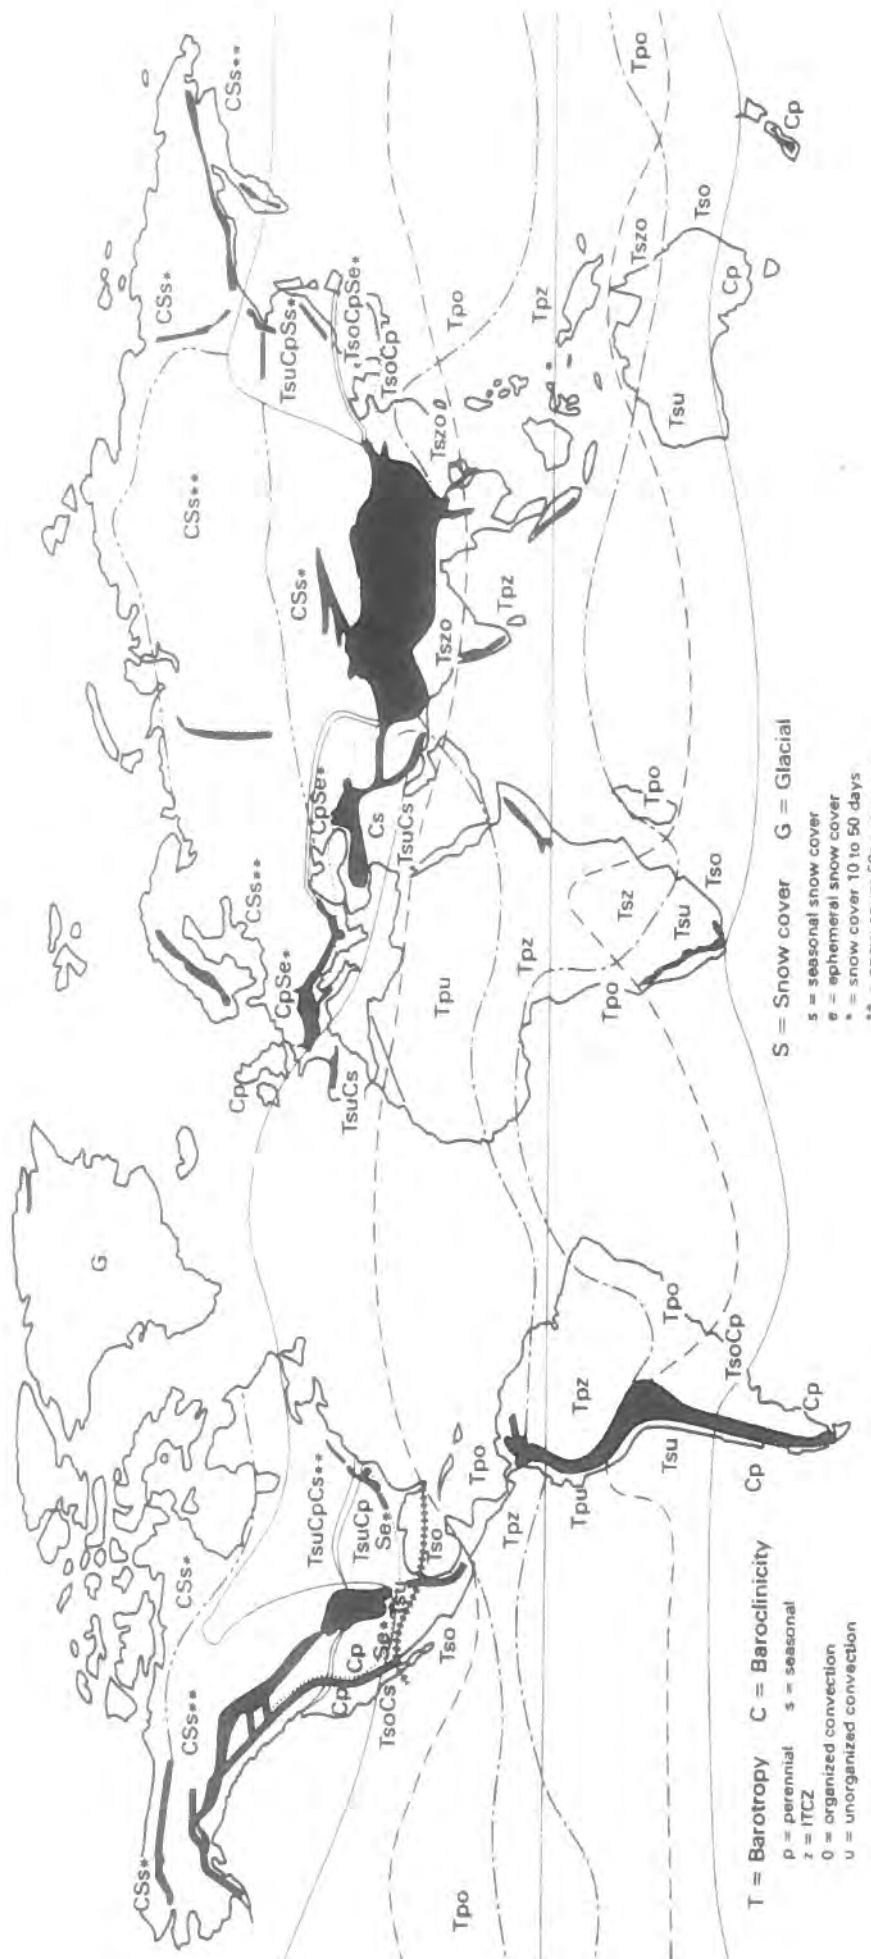 CSs*
CSs**
CSs*
G
TsuCpCs**
TsuCp
Se*
Cp
Cp
Se*
Tsu
TsoCs
Tso
Tso
Tpo
Tpo
Tpz
Tpu
Tpz
Tsu
Tpo
TsoCp
Cp
Cp
Cp
CpSe*
CSs**
TsuCs
CpSe*
Cs
TsuCs
Tpu
Tpz
Tpo
Tsz
Tsu
Tso
Tpo
CSs**
CSs*
CSs*
CSs**
TsuCpSs*
TsoCpSe*
TsoCp
Tszo
Tszo
Tpz
Tpo
Tpz
Tpo
Tpo
Tszo
Tsu
Tso
Cp
Cp
T = Barotropy C = Baroclinicity
p = perennial s = seasonal
z = ITCZ
0 = organized convection
u = unorganized convection
S = Snow cover G = Glacial
s = seasonal snow cover
e = ephemeral snow cover
* = snow cover 10 to 50 days